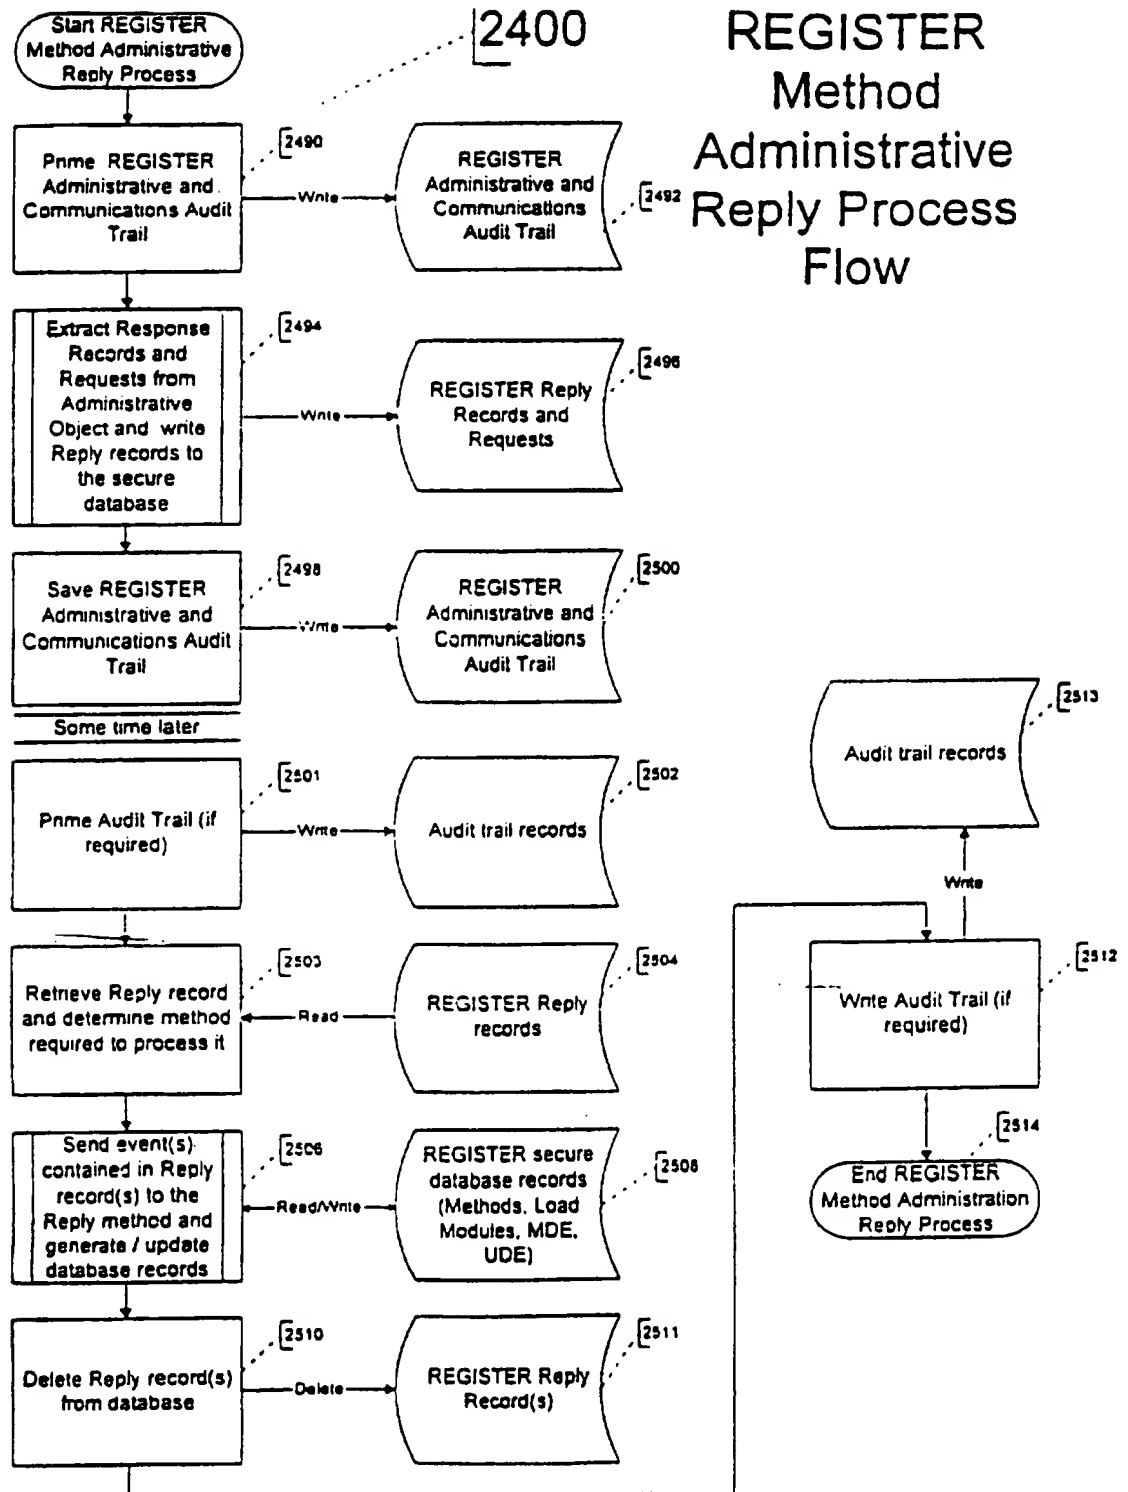 Start REGISTER
Method Administrative
Reply Process
2400
REGISTER
Method
Administrative
Reply Process
Flow
Prime REGISTER
Administrative and
Communications Audit
Trail
2490
Write
REGISTER
Administrative and
Communications
Audit Trail
2492
Extract Response
Records and
Requests from
Administrative
Object and write
Reply records to
the secure
database
2494
Write
REGISTER Reply
Records and
Requests
2496
Save REGISTER
Administrative and
Communications Audit
Trail
2498
Write
REGISTER
Administrative and
Communications
Audit Trail
2500
Some time later
Prime Audit Trail (if
required)
2501
Write
Audit trail records
2502
Retrieve Reply record
and determine method
required to process it
2503
Read
REGISTER Reply
records
2504
Send event(s)
contained in Reply
record(s) to the
Reply method and
generate / update
database records
2506
Read/Write
REGISTER secure
database records
(Methods, Load
Modules, MDE,
UDE)
2508
Delete Reply record(s)
from database
2510
Delete
REGISTER Reply
Record(s)
2511
Audit trail records
2513
Write
Write Audit Trail (if
required)
2512
2514
End REGISTER
Method Administration
Reply Process